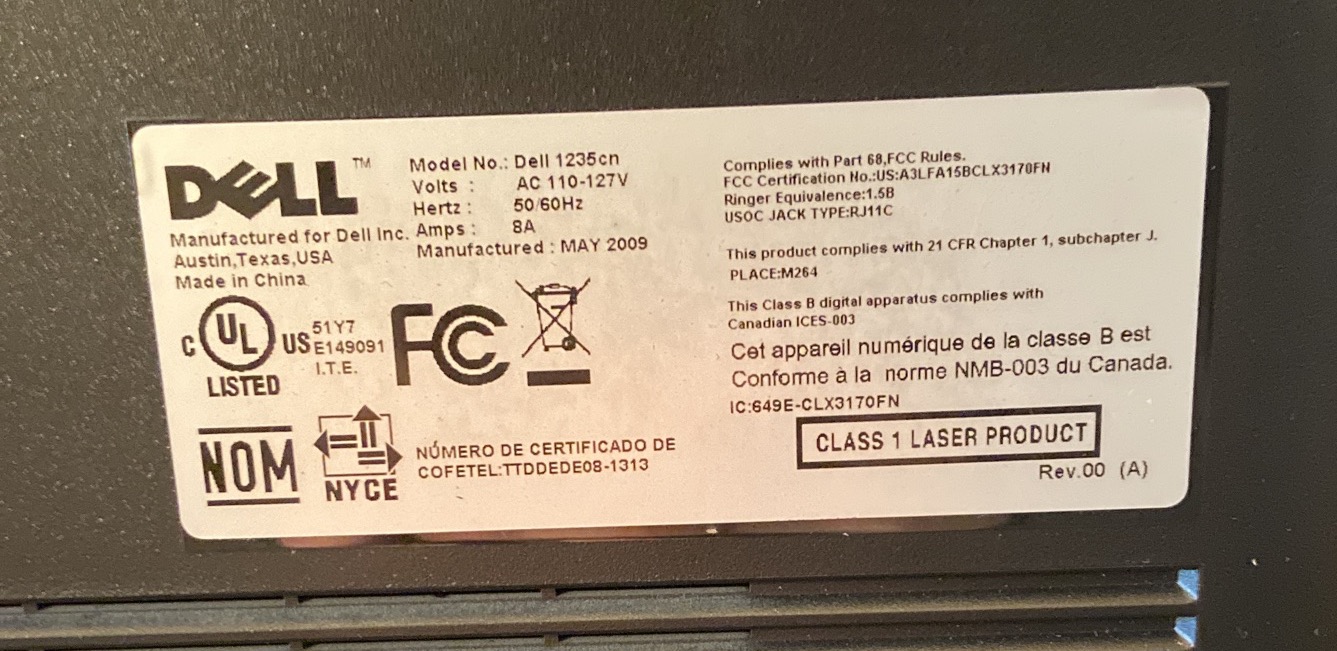 DELL™
Manufactured for Dell Inc.
Austin,Texas,USA
Made in China
Model No.: Dell 1235cn
Volts : AC 110-127V
Hertz : 50/60Hz
Amps : 8A
Manufactured : MAY 2009
C UL US
LISTED
51Y7
E149091
I.T.E.
FC
NOM
NYCE
NÚMERO DE CERTIFICADO DE
COFETEL:TTDDEDE08-1313
Complies with Part 68,FCC Rules.
FCC Certification No.:US:A3LFA15BCLX3170FN
Ringer Equivalence:1.5B
USOC JACK TYPE:RJ11C
This product complies with 21 CFR Chapter 1, subchapter J.
PLACE:M264
This Class B digital apparatus complies with
Canadian ICES-003
Cet appareil numérique de la classe B est
Conforme à la norme NMB-003 du Canada.
IC:649E-CLX3170FN
CLASS 1 LASER PRODUCT
Rev.00 (A)